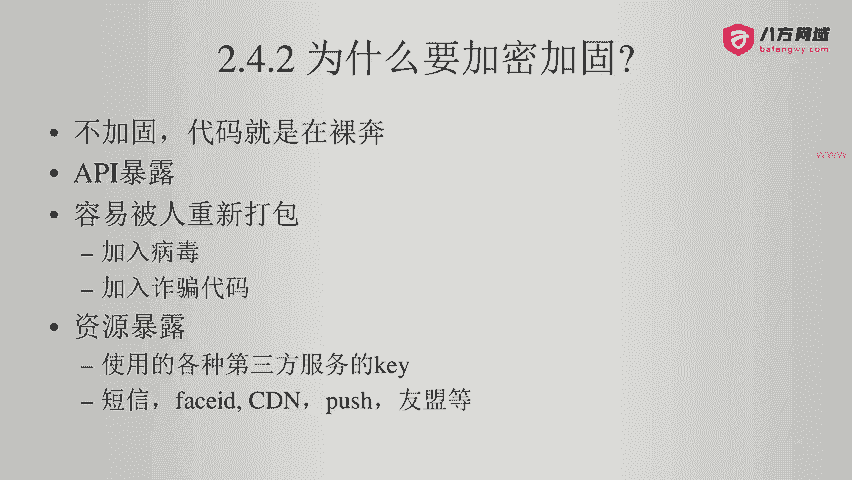 八方网域
bafangwy.com
2.4.2 为什么要加密加固?
• 不加固，代码就是在裸奔
• API暴露
• 容易被人重新打包
– 加入病毒
– 加入诈骗代码
• 资源暴露
– 使用的各种第三方服务的key
– 短信，faceid, CDN，push，友盟等